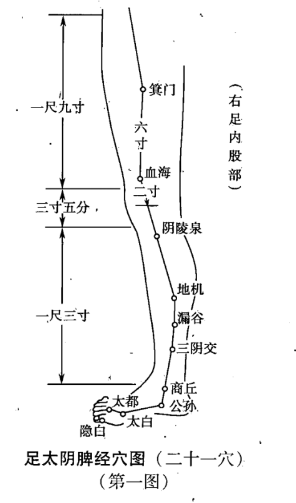 箕门
一尺九寸
六寸
（右足内股部）
血海
二寸
三寸五分
阴陵泉
地机
一尺三寸
漏谷
三阴交
商丘
太都
公孙
太白
隐白
足太阴脾经穴图（二十一穴）
（第一图）